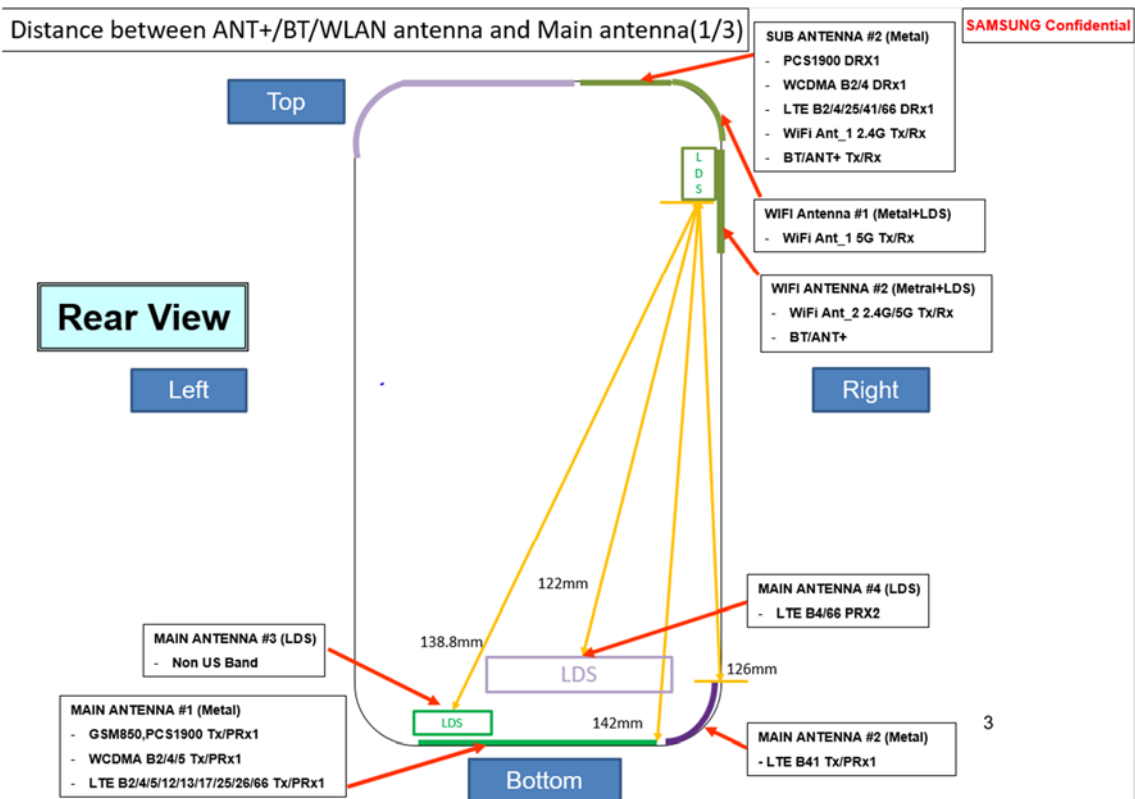 Distance between ANT+/BT/WLAN antenna and Main antenna(1/3)
SAMSUNG Confidential
SUB ANTENNA #2 (Metal)
- PCS1900 DRX1
- WCDMA B2/4 DRx1
- LTE B2/4/25/41/66 DRx1
- WiFi Ant_1 2.4G Tx/Rx
- BT/ANT+ Tx/Rx
Top
L
D
S
WIFI Antenna #1 (Metal+LDS)
- WiFi Ant_1 5G Tx/Rx
WIFI ANTENNA #2 (Metral+LDS)
- WiFi Ant_2 2.4G/5G Tx/Rx
- BT/ANT+
Rear View
Left
Right
122mm
MAIN ANTENNA #4 (LDS)
- LTE B4/66 PRX2
138.8mm
MAIN ANTENNA #3 (LDS)
- Non US Band
LDS
126mm
MAIN ANTENNA #1 (Metal)
- GSM850,PCS1900 Tx/PRx1
- WCDMA B2/4/5 Tx/PRx1
- LTE B2/4/5/12/13/17/25/26/66 Tx/PRx1
LDS
142mm
3
MAIN ANTENNA #2 (Metal)
- LTE B41 Tx/PRx1
Bottom